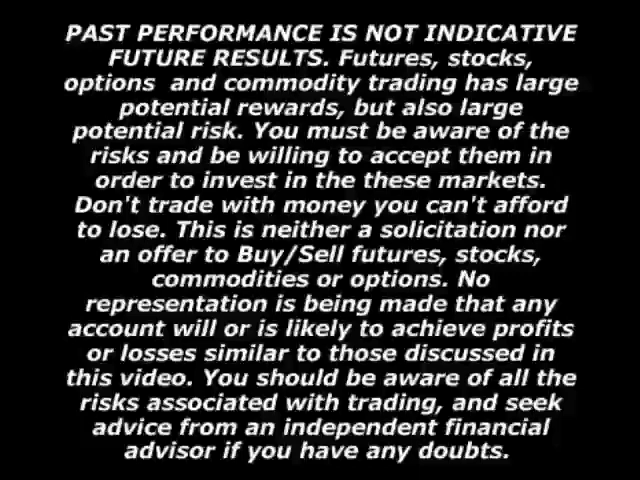 PAST PERFORMANCE IS NOT INDICATIVE
FUTURE RESULTS. Futures, stocks,
options  and commodity trading has large
potential rewards, but also large
potential risk. You must be aware of the
risks and be willing to accept them in
order to invest in the these markets.
Don't trade with money you can't afford
to lose. This is neither a solicitation nor
an offer to Buy/Sell futures, stocks,
commodities or options. No
representation is being made that any
account will or is likely to achieve profits
or losses similar to those discussed in
this video. You should be aware of all the
risks associated with trading, and seek
advice from an independent financial
advisor if you have any doubts.